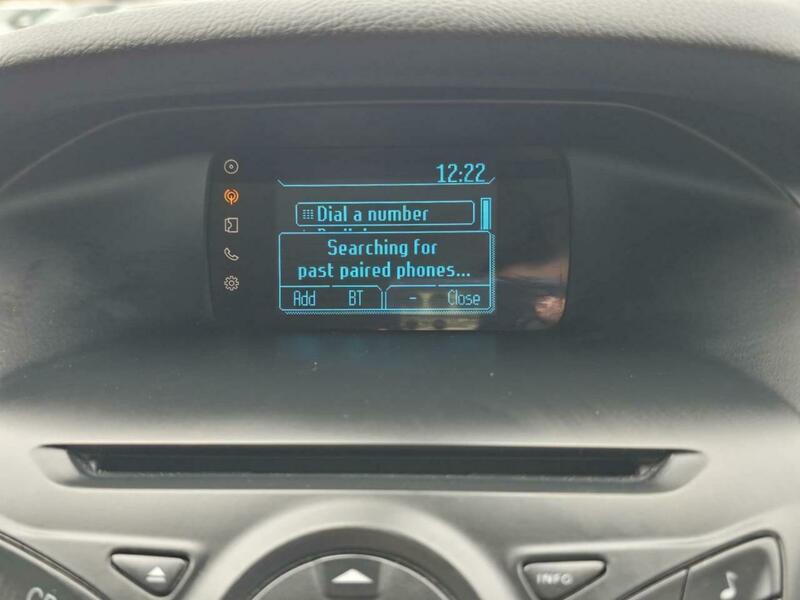 12:22
Dial a number
Searching for
past paired phones...
Add BT - Close
INFO